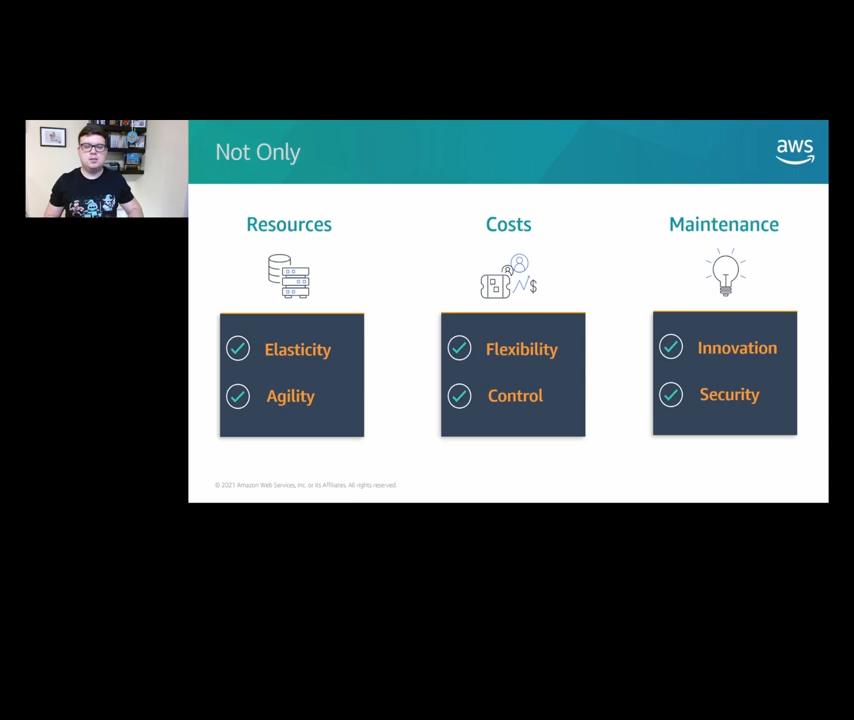 Not Only
aws
Resources
Costs
Maintenance
$
Elasticity
Agility
Flexibility
Control
Innovation
Security
© 2021 Amazon Web Services, Inc. or its Affiliates. All rights reserved.